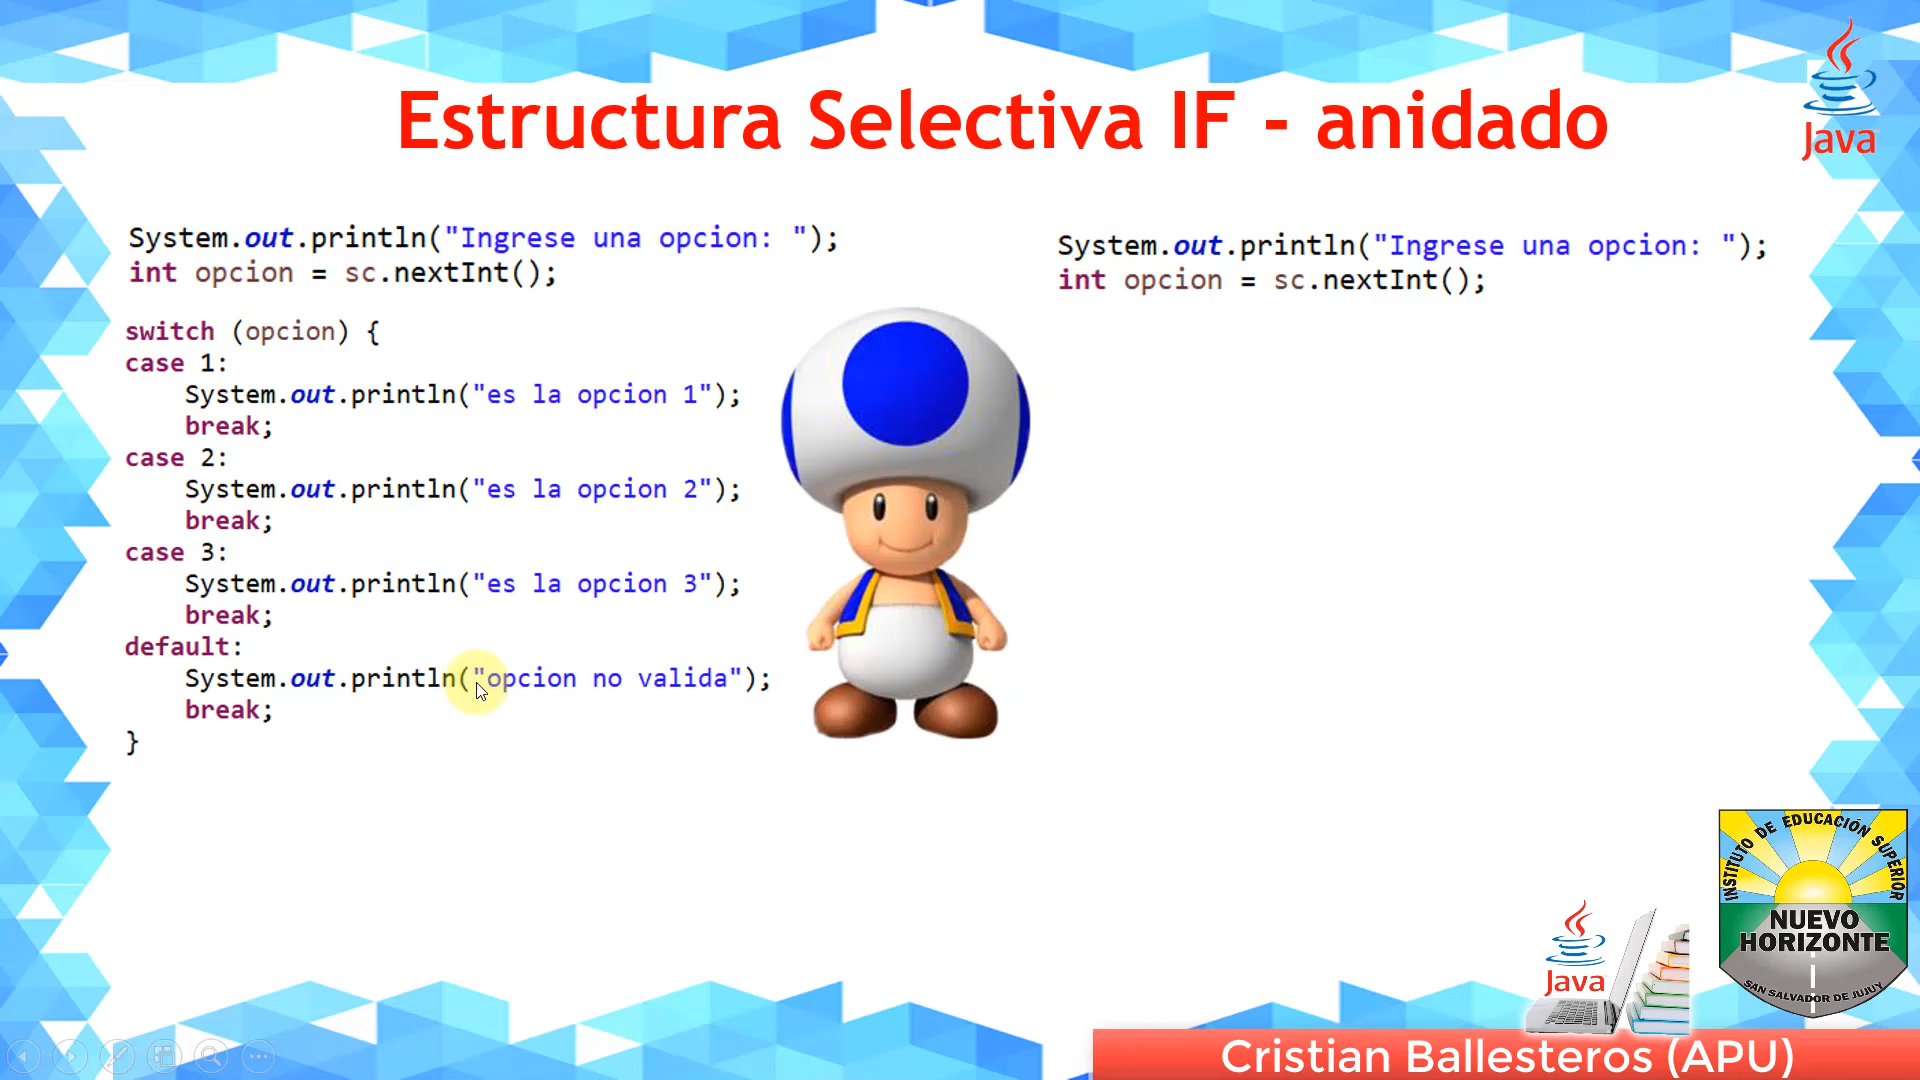 Estructura Selectiva IF - anidado
Java
System.out.println("Ingrese una opcion: ");
int opcion = sc.nextInt();
switch (opcion) {
case 1:
System.out.println("es la opcion 1");
break;
case 2:
System.out.println("es la opcion 2");
break;
case 3:
System.out.println("es la opcion 3");
break;
default:
System.out.println("opcion no valida");
break;
}
System.out.println("Ingrese una opcion: ");
int opcion = sc.nextInt();
INSTITUTO DE EDUCACIÓN SUPERIOR
NUEVO
HORIZONTE
SAN SALVADOR DE JUJUY
Java
Cristian Ballesteros (APU)